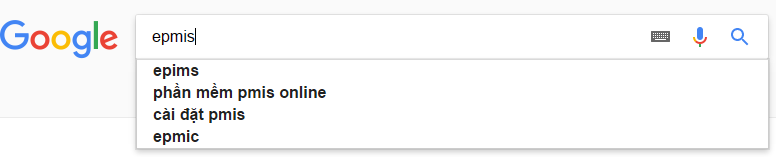 Google
epmis
epims
phần mềm pmis online
cài đặt pmis
epmic